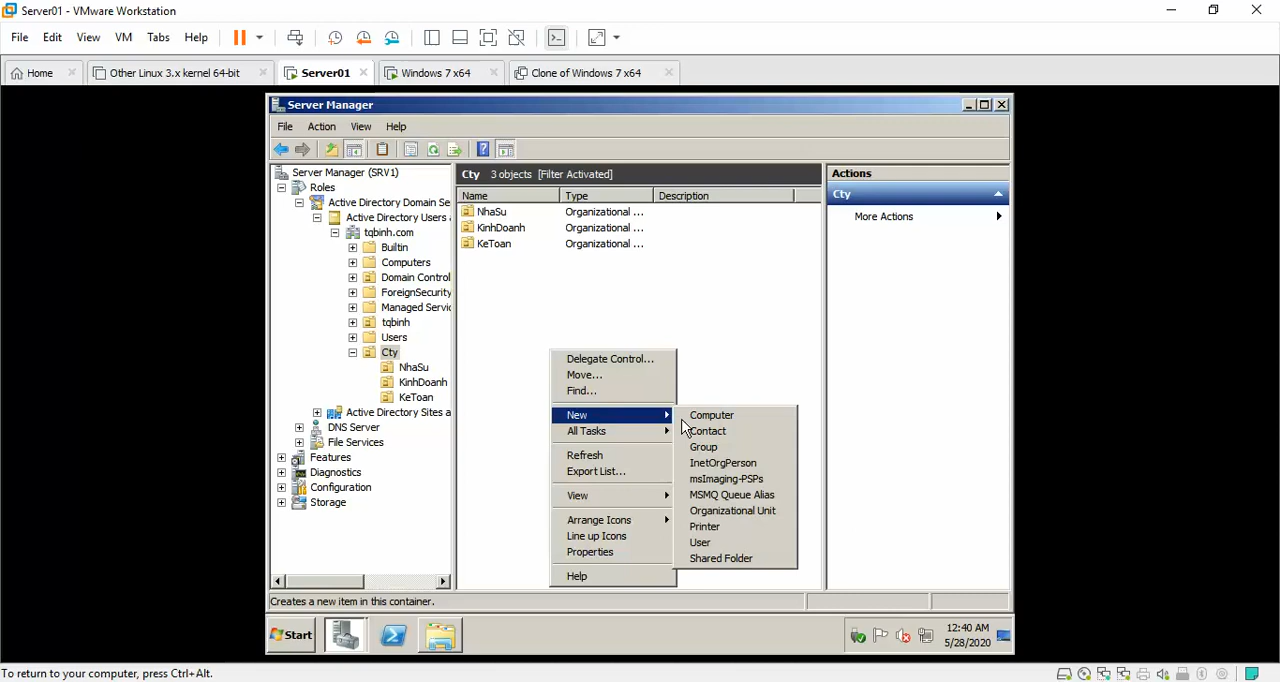 Server01 - VMware Workstation
File Edit View VM Tabs Help
Home Other Linux 3.x kernel 64-bit Server01 Windows 7 x64 Clone of Windows 7 x64
Server Manager
File Action View Help
Server Manager (SRV1)
Roles
Active Directory Domain Se
Active Directory Users a
tqbinh.com
Builtin
Computers
Domain Control
ForeignSecurity
Managed Servic
tqbinh
Users
Cty
NhaSu
KinhDoanh
KeToan
Active Directory Sites a
DNS Server
File Services
Features
Diagnostics
Configuration
Storage
Cty 3 objects [Filter Activated]
Name Type Description
NhaSu Organizational ...
KinhDoanh Organizational ...
KeToan Organizational ...
Delegate Control...
Move...
Find...
New
All Tasks
Refresh
Export List...
View
Arrange Icons
Line up Icons
Properties
Help
Computer
Contact
Group
InetOrgPerson
msImaging-PSPs
MSMQ Queue Alias
Organizational Unit
Printer
User
Shared Folder
Actions
Cty
More Actions
Creates a new item in this container.
Start
12:40 AM
5/28/2020
To return to your computer, press Ctrl+Alt.